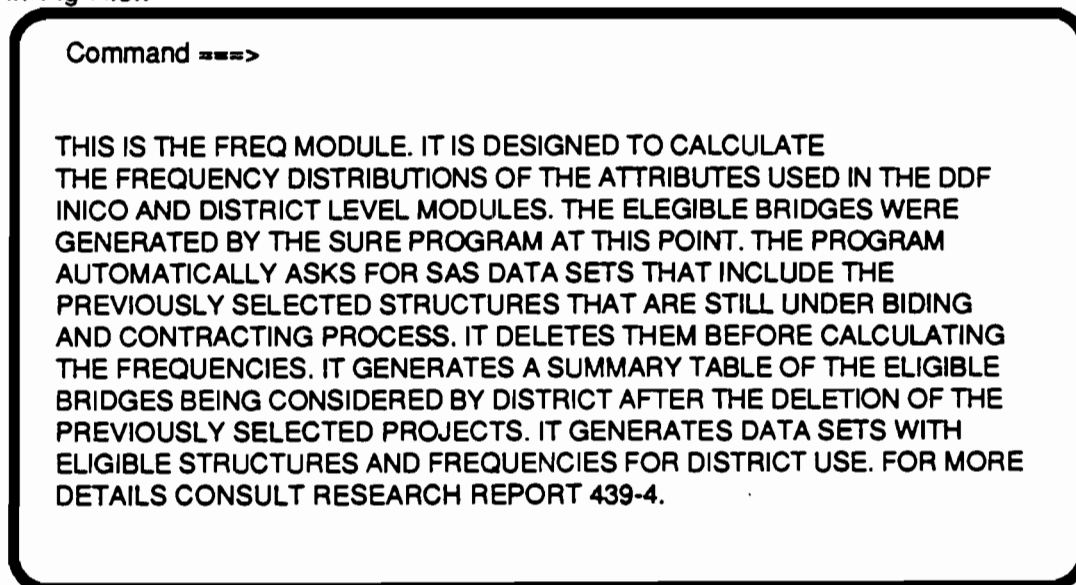 Command ===>
THIS IS THE FREQ MODULE. IT IS DESIGNED TO CALCULATE
THE FREQUENCY DISTRIBUTIONS OF THE ATTRIBUTES USED IN THE DDF
INICO AND DISTRICT LEVEL MODULES. THE ELEGIBLE BRIDGES WERE
GENERATED BY THE SURE PROGRAM AT THIS POINT. THE PROGRAM
AUTOMATICALLY ASKS FOR SAS DATA SETS THAT INCLUDE THE
PREVIOUSLY SELECTED STRUCTURES THAT ARE STILL UNDER BIDING
AND CONTRACTING PROCESS. IT DELETES THEM BEFORE CALCULATING
THE FREQUENCIES. IT GENERATES A SUMMARY TABLE OF THE ELIGIBLE
BRIDGES BEING CONSIDERED BY DISTRICT AFTER THE DELETION OF THE
PREVIOUSLY SELECTED PROJECTS. IT GENERATES DATA SETS WITH
ELIGIBLE STRUCTURES AND FREQUENCIES FOR DISTRICT USE. FOR MORE
DETAILS CONSULT RESEARCH REPORT 439-4.